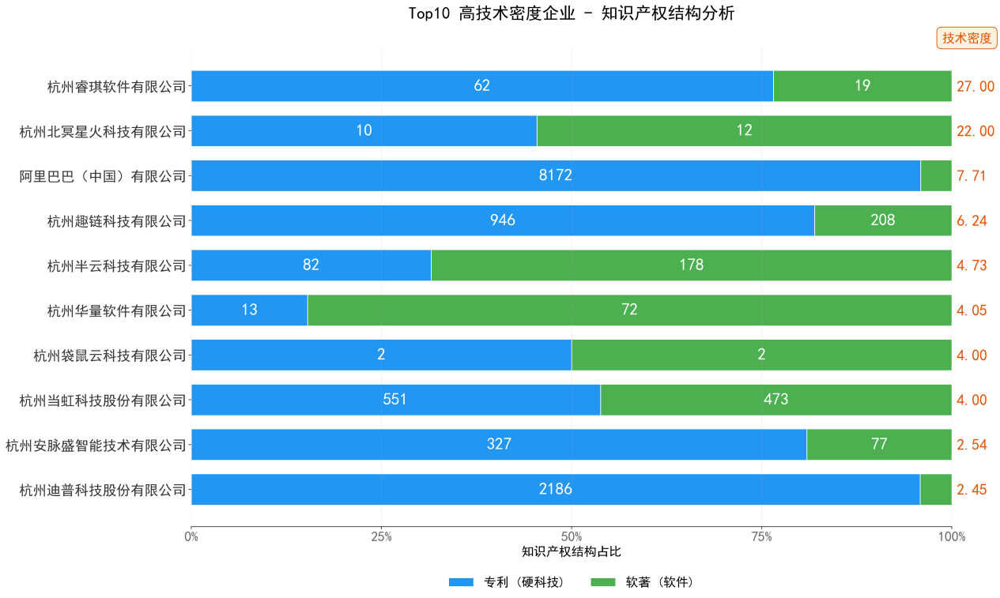 Top10 高技术密度企业 - 知识产权结构分析
技术密度
杭州睿琪软件有限公司 62 19 27.00
杭州北冥星火科技有限公司 10 12 22.00
阿里巴巴（中国）有限公司 8172 7.71
杭州趣链科技有限公司 946 208 6.24
杭州半云科技有限公司 82 178 4.73
杭州华量软件有限公司 13 72 4.05
杭州袋鼠云科技有限公司 2 2 4.00
杭州当虹科技股份有限公司 551 473 4.00
杭州安脉盛智能技术有限公司 327 77 2.54
杭州迪普科技股份有限公司 2186 2.45
0% 25% 50% 75% 100%
知识产权结构占比
专利（硬科技） 软著（软件）